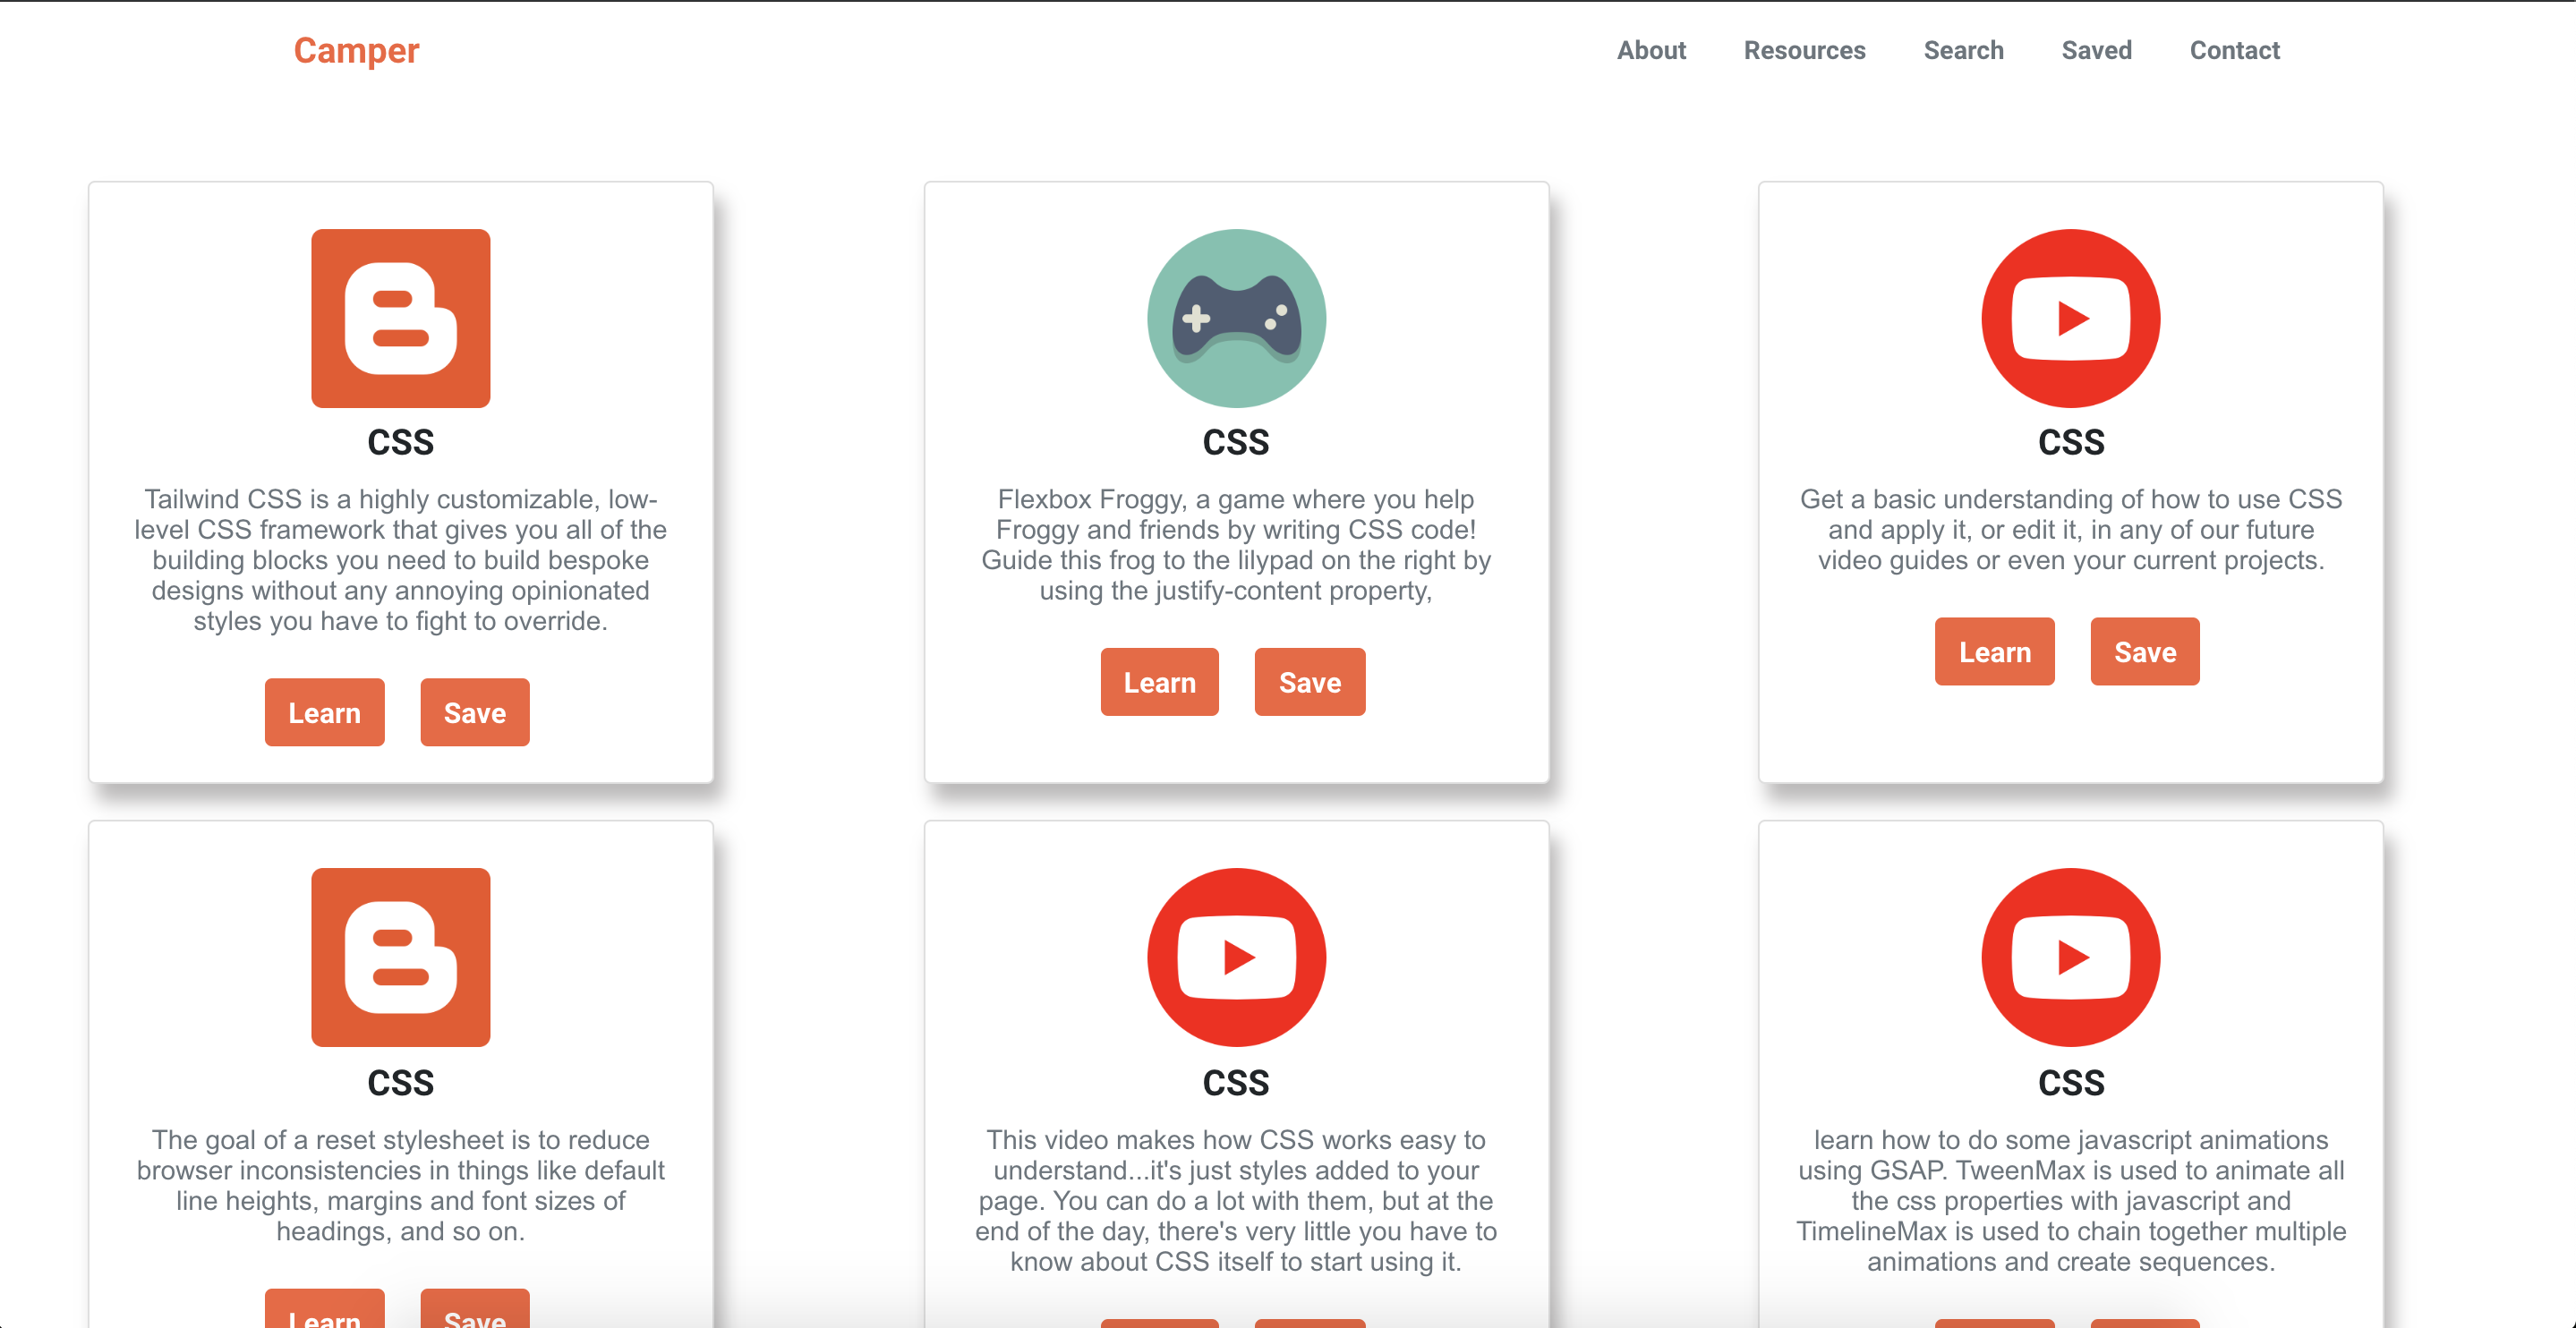 Camper
About Resources Search Saved Contact
CSS
Tailwind CSS is a highly customizable, low-
level CSS framework that gives you all of the
building blocks you need to build bespoke
designs without any annoying opinionated
styles you have to fight to override.
Learn Save
CSS
Flexbox Froggy, a game where you help
Froggy and friends by writing CSS code!
Guide this frog to the lilypad on the right by
using the justify-content property,
Learn Save
CSS
Get a basic understanding of how to use CSS
and apply it, or edit it, in any of our future
video guides or even your current projects.
Learn Save
CSS
The goal of a reset stylesheet is to reduce
browser inconsistencies in things like default
line heights, margins and font sizes of
headings, and so on.
Learn Save
CSS
This video makes how CSS works easy to
understand...it's just styles added to your
page. You can do a lot with them, but at the
end of the day, there's very little you have to
know about CSS itself to start using it.
CSS
learn how to do some javascript animations
using GSAP. TweenMax is used to animate all
the css properties with javascript and
TimelineMax is used to chain together multiple
animations and create sequences.